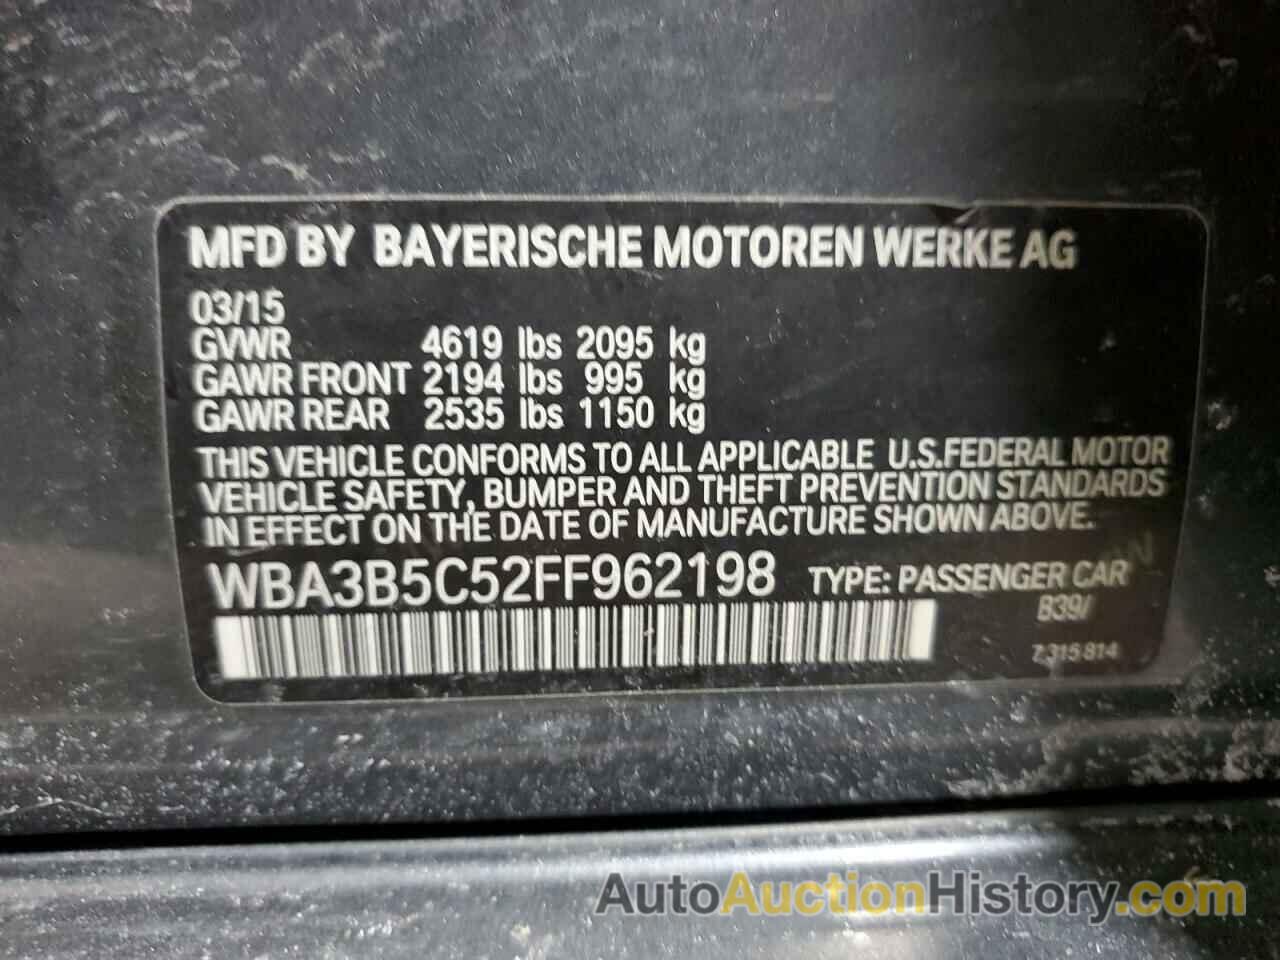 MFD BY BAYERISCHE MOTOREN WERKE AG
03/15
GVWR 4619 lbs 2095 kg
GAWR FRONT 2194 lbs 995 kg
GAWR REAR 2535 lbs 1150 kg
THIS VEHICLE CONFORMS TO ALL APPLICABLE U.S.FEDERAL MOTOR
VEHICLE SAFETY, BUMPER AND THEFT PREVENTION STANDARDS
IN EFFECT ON THE DATE OF MANUFACTURE SHOWN ABOVE.
WBA3B5C52FF962198 TYPE: PASSENGER CAR
B39/
7 315 814
AutoAuctionHistory.com